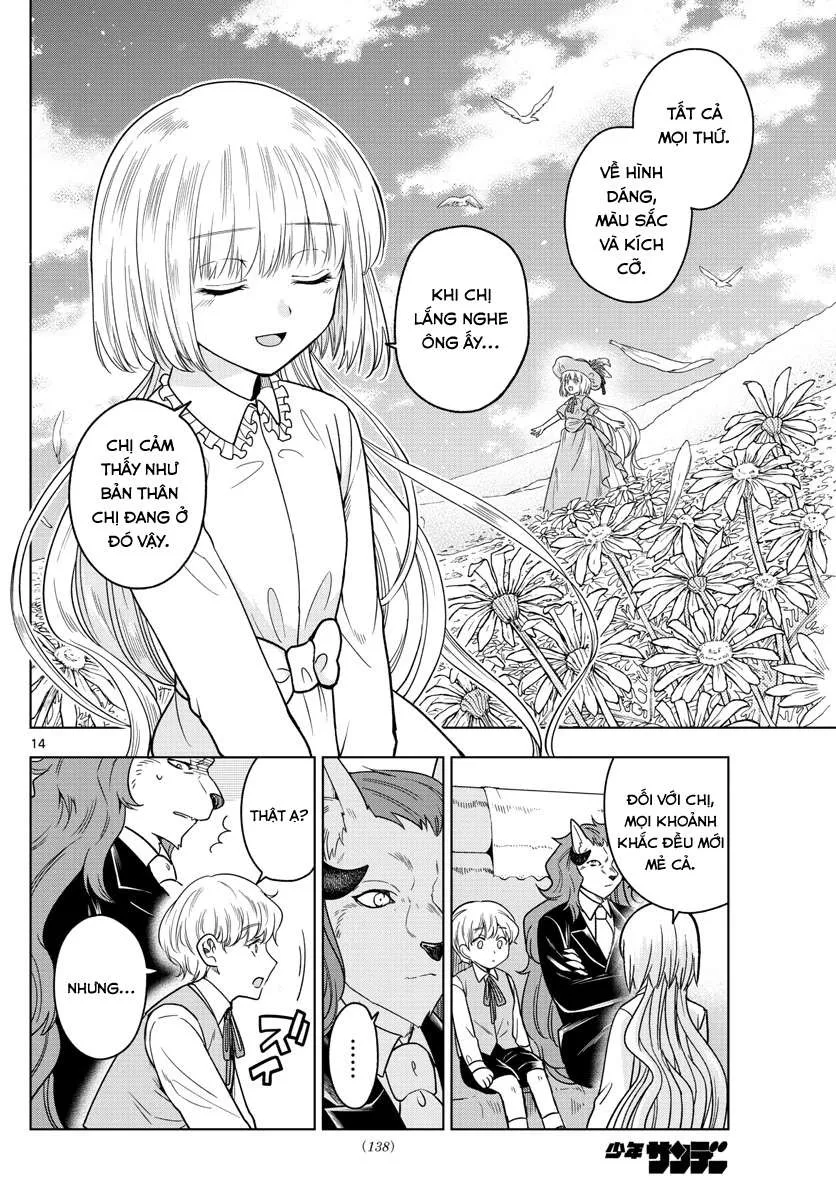 TẤT CẢ
MỌI THỨ.
VỀ HÌNH
DÁNG,
MÀU SẮC
VÀ KÍCH
CỠ.
KHI CHỊ
LẮNG NGHE
ÔNG ẤY...
CHỊ CẢM
THẤY NHƯ
BẢN THÂN
CHỊ ĐANG Ở
ĐÓ VẬY.
14
ĐỐI VỚI CHỊ,
MỌI KHOẢNH
KHẮC ĐỀU MỚI
MẺ CẢ.
......
THẬT Ạ?
NHƯNG...
ズズ
(138)
少年サンデー